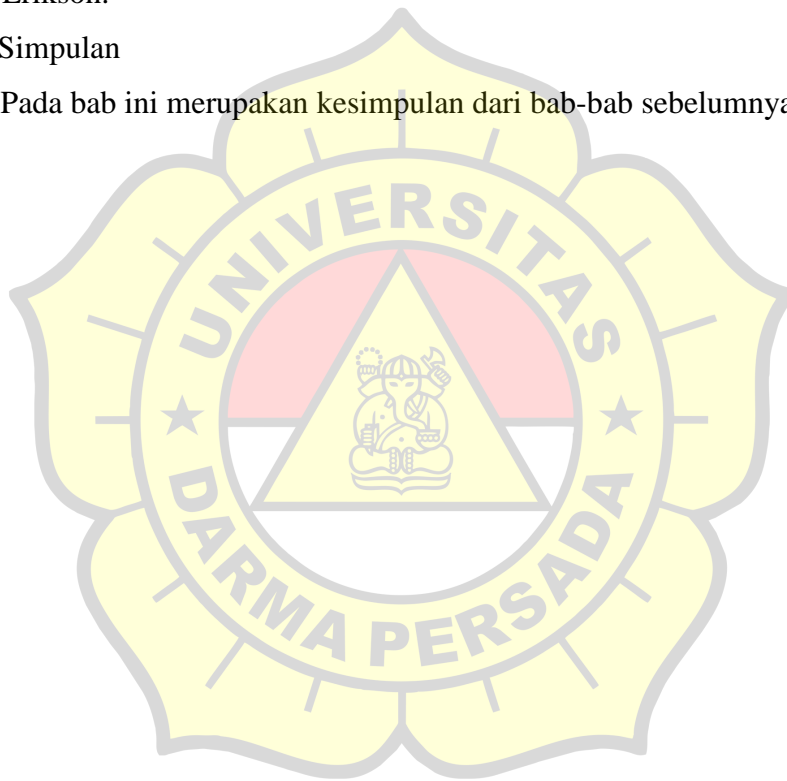 Erikson.
Simpulan
Pada bab ini merupakan kesimpulan dari bab-bab sebelumnya
UNIVERSITAS
DARMA PERSADA